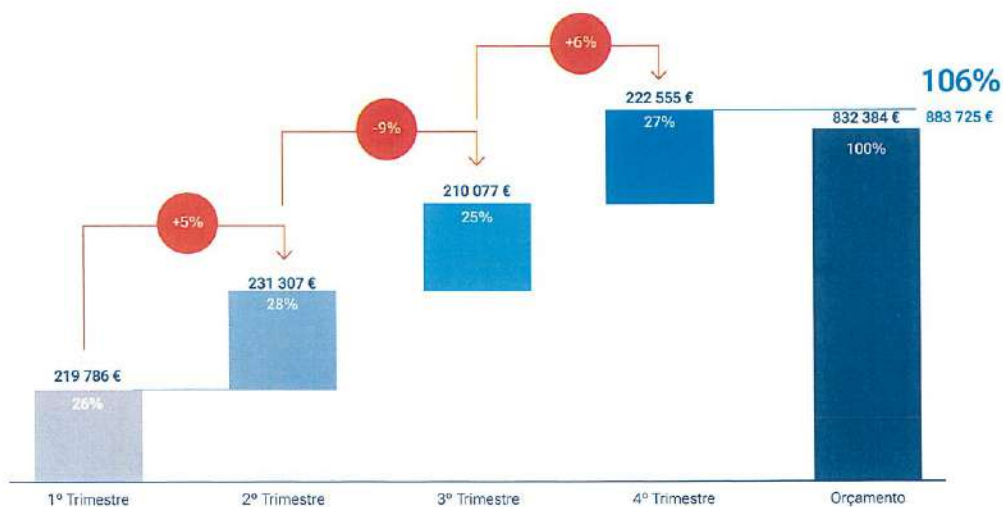 +6%
106%
222 555 €
27%
832 384 €
883 725 €
100%
-9%
210 077 €
25%
+5%
231 307 €
28%
219 786 €
26%
1º Trimestre
2º Trimestre
3º Trimestre
4º Trimestre
Orçamento